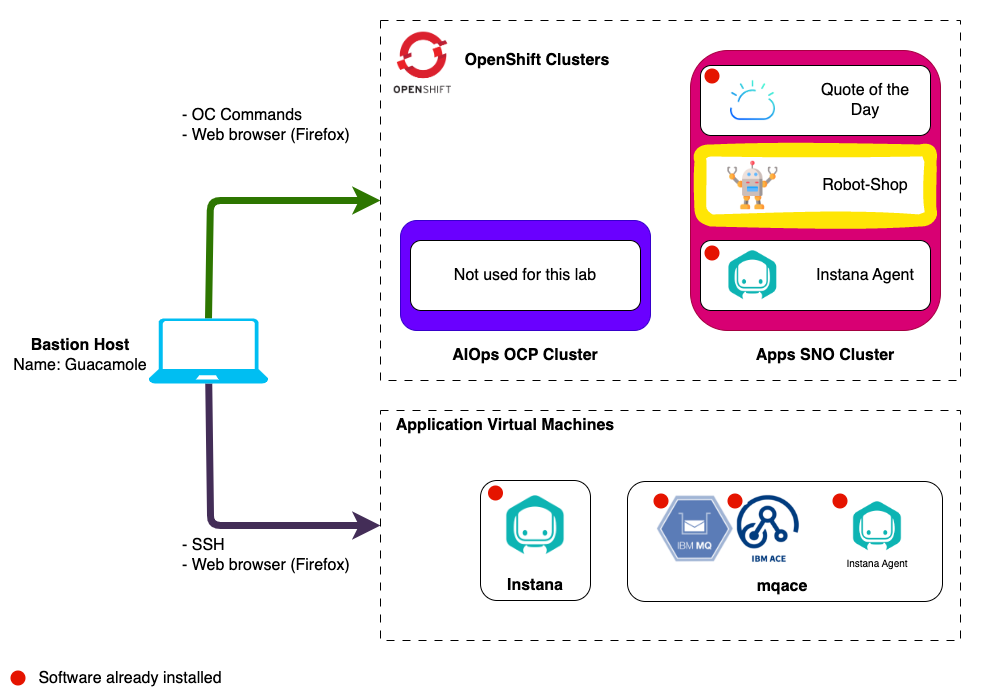 OpenShift Clusters
OPENSHIFT
- OC Commands
- Web browser (Firefox)
Quote of the
Day
Robot-Shop
Instana Agent
Not used for this lab
AIOps OCP Cluster
Apps SNO Cluster
Bastion Host
Name: Guacamole
Application Virtual Machines
- SSH
- Web browser (Firefox)
Instana
IBM MQ
IBM ACE
Instana Agent
mqace
Software already installed